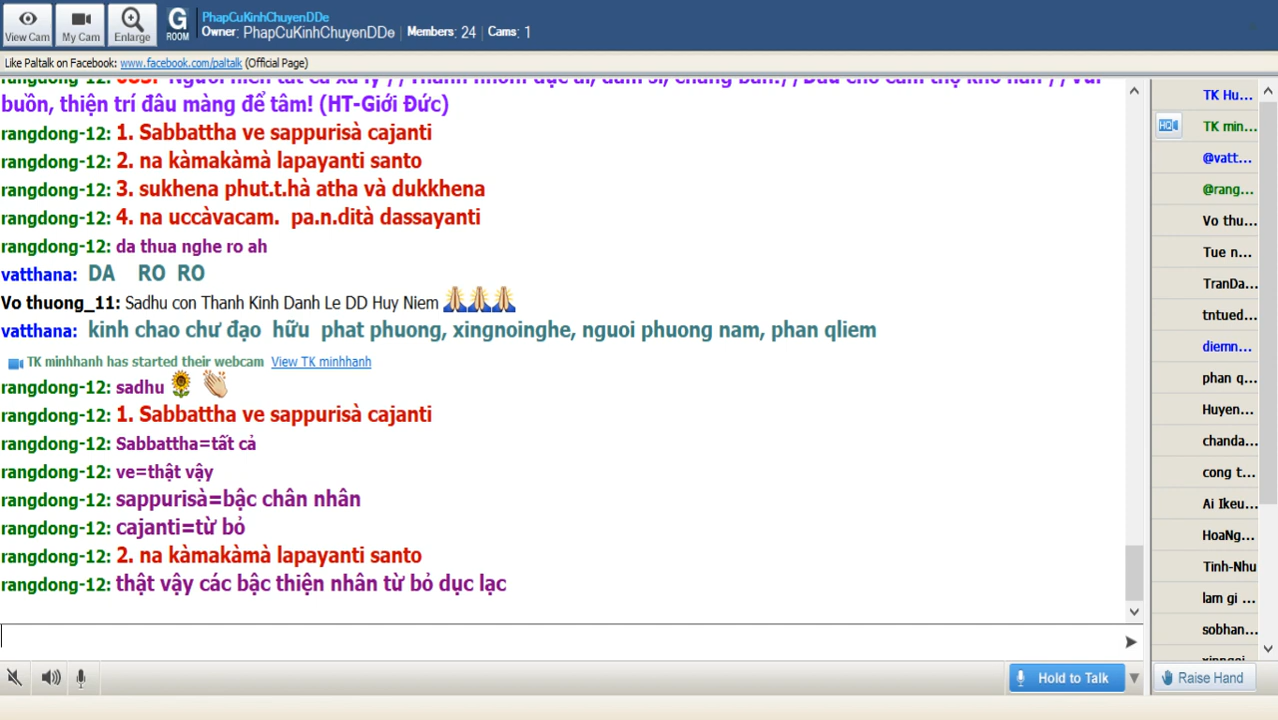 View Cam
My Cam
Enlarge
G
ROOM
PhapCuKinhChuyenDDe
Owner: PhapCuKinhChuyenDDe | Members: 24 | Cams: 1
Like Paltalk on Facebook: www.facebook.com/paltalk (Official Page)
buồn, thiện trí đâu màng để tâm! (HT-Giới Đức)
rangdong-12: 1. Sabbattha ve sappurisà cajanti
rangdong-12: 2. na kàmakàmà lapayanti santo
rangdong-12: 3. sukhena phut.t.hà atha và dukkhena
rangdong-12: 4. na uccàvacam. pa.n.dità dassayanti
rangdong-12: da thua nghe ro ah
vatthana: DA RO RO
Vo thuong_11: Sadhu con Thanh Kinh Danh Le DD Huy Niem
vatthana: kinh chao chư đạo hữu phat phuong, xingnoinghe, nguoi phuong nam, phan qliem
TK minhhanh has started their webcam View TK minhhanh
rangdong-12: sadhu
rangdong-12: 1. Sabbattha ve sappurisà cajanti
rangdong-12: Sabbattha=tất cả
rangdong-12: ve=thật vậy
rangdong-12: sappurisà=bậc chân nhân
rangdong-12: cajanti=từ bỏ
rangdong-12: 2. na kàmakàmà lapayanti santo
rangdong-12: thật vậy các bậc thiện nhân từ bỏ dục lạc
TK Hu...
HD TK min...
@vatt...
@rang...
Vo thu...
Tue n...
TranDa...
tntued...
diemn...
phan q...
Huyen...
chanda...
cong t...
Ai Ikeu...
HoaNg...
Tinh-Nhu
lam gi ...
sobhan...
Hold to Talk
Raise Hand